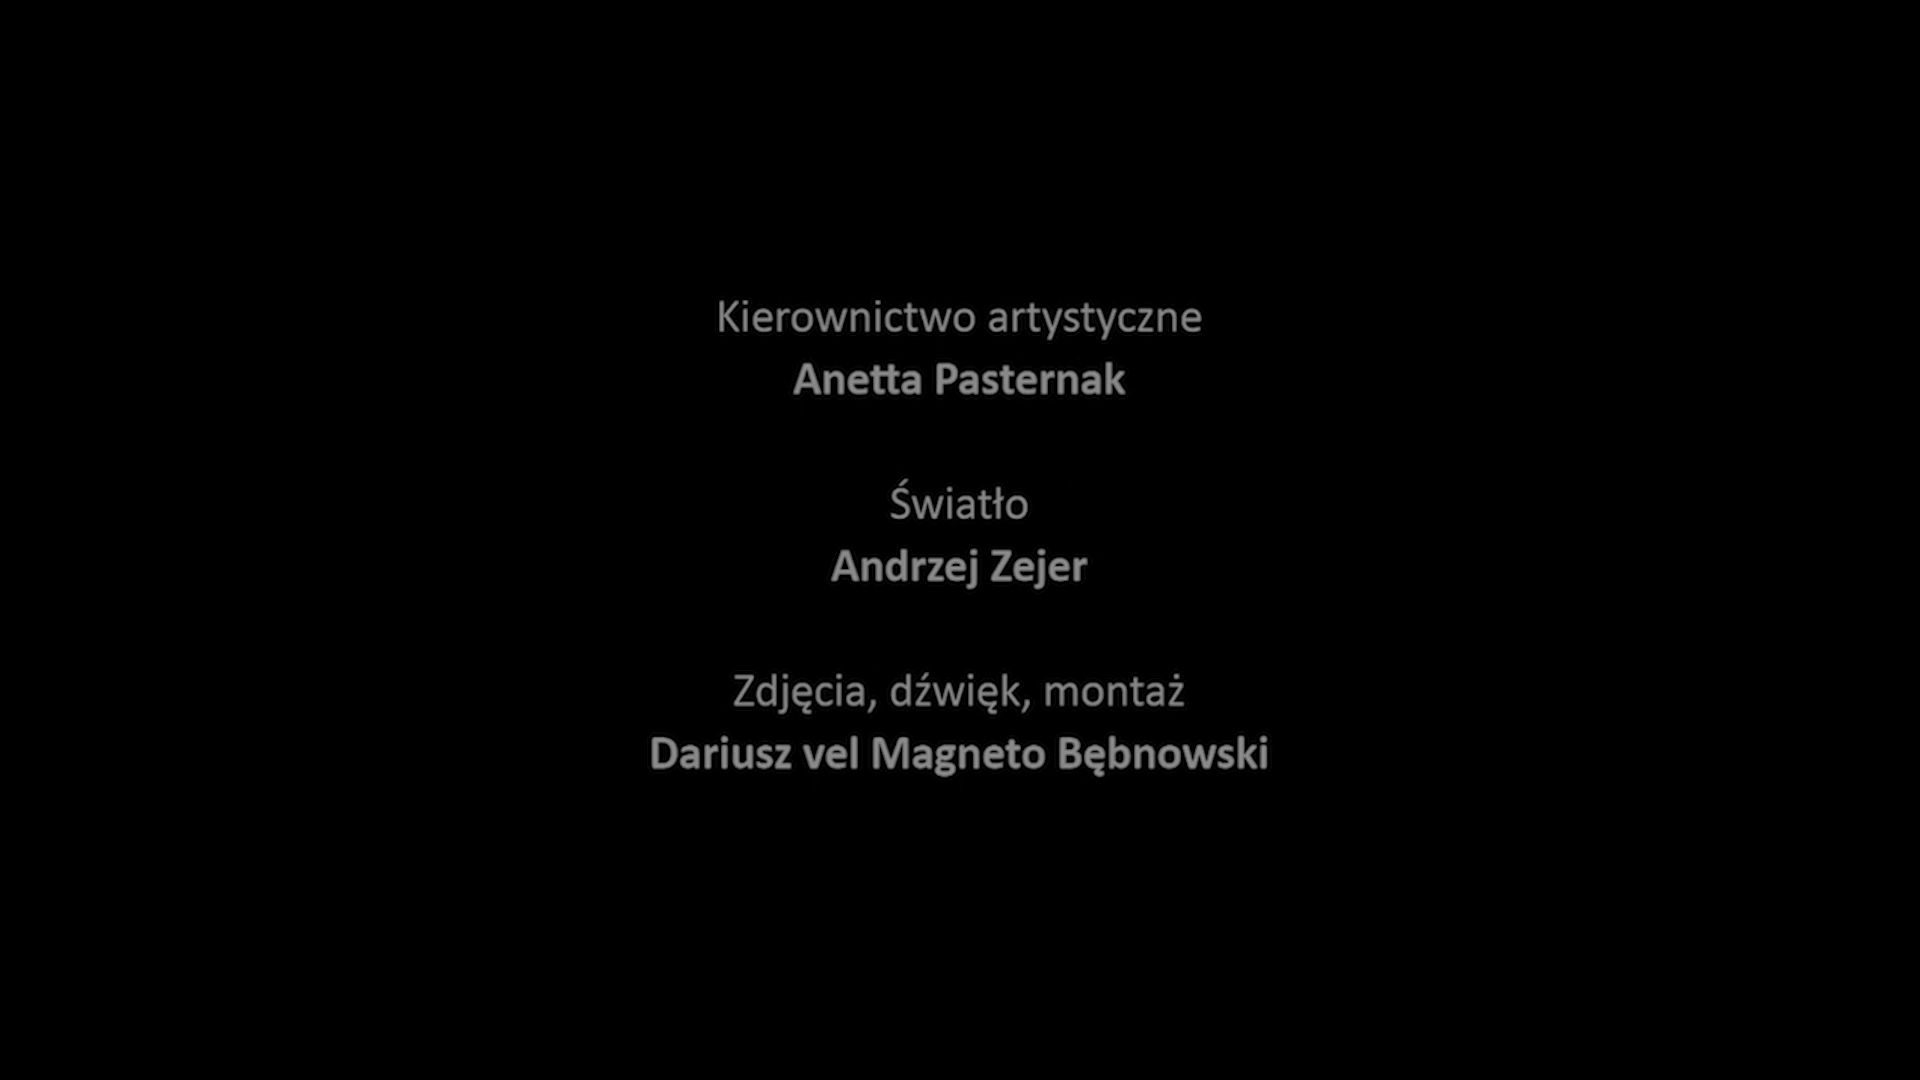 Kierownictwo artystyczne
Anetta Pasternak
Światło
Andrzej Zejer
Zdjęcia, dźwięk, montaż
Dariusz vel Magneto Bębnowski